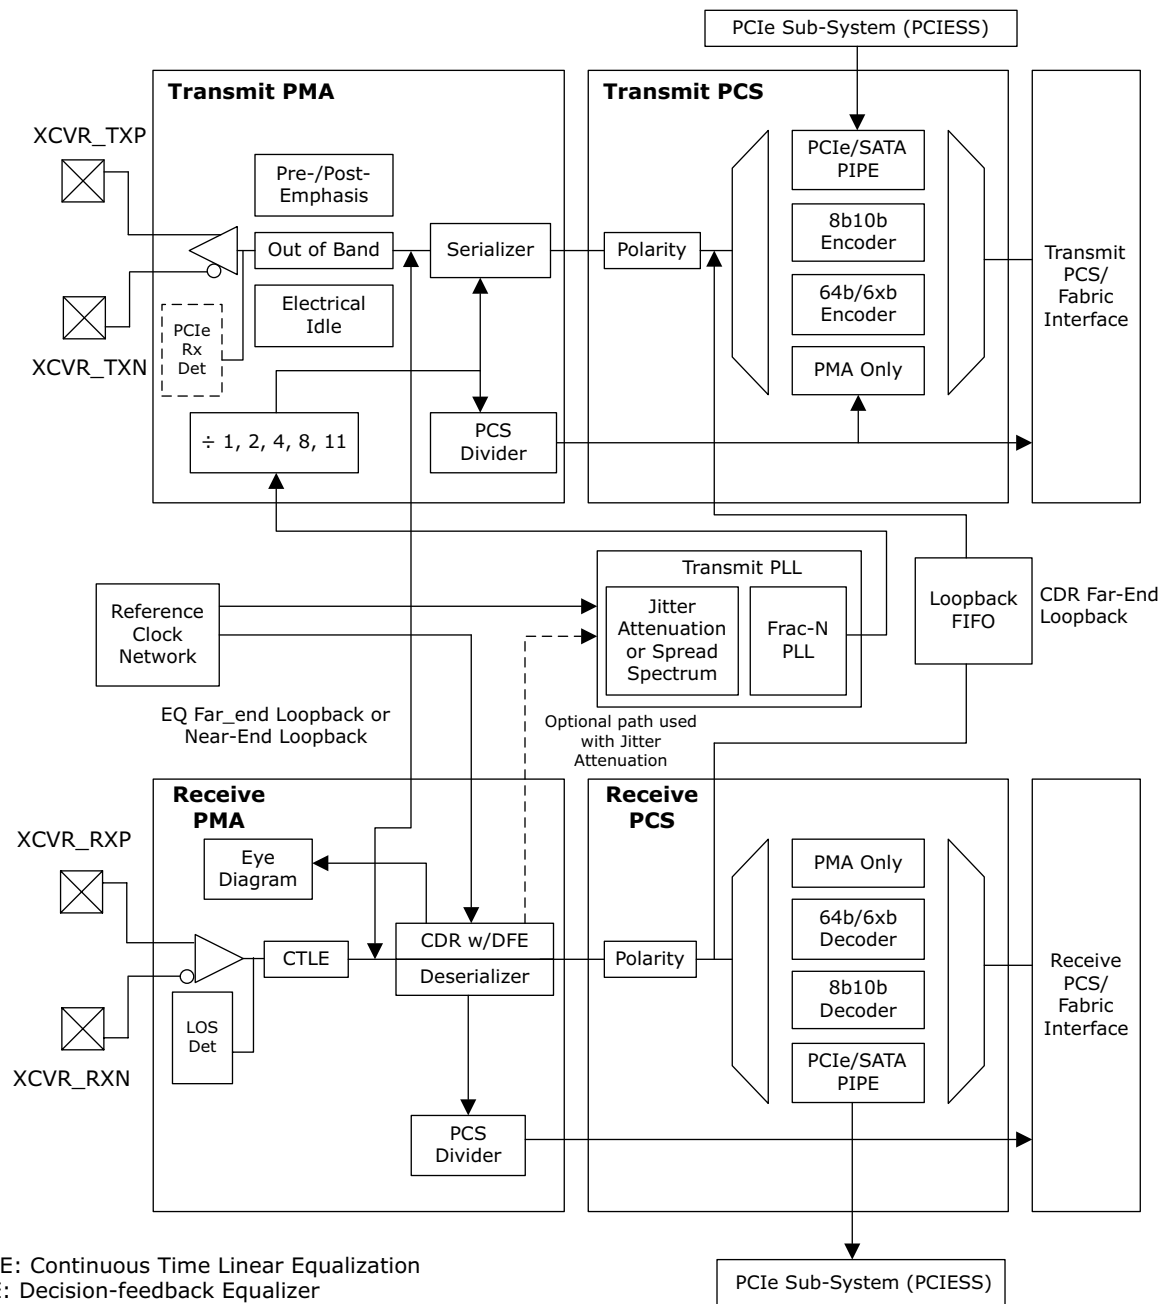 PCIe Sub-System (PCIESS)
Transmit PMA
Transmit PCS
XCVR_TXP
XCVR_TXN
Pre-/Post-
Emphasis
Out of Band
Electrical
Idle
PCIe
Rx
Det
Serializer
÷ 1, 2, 4, 8, 11
PCS
Divider
Polarity
PCIe/SATA
PIPE
8b10b
Encoder
64b/6xb
Encoder
PMA Only
Transmit
PCS/
Fabric
Interface
Reference
Clock
Network
Transmit PLL
Jitter
Attenuation
or Spread
Spectrum
Frac-N
PLL
Loopback
FIFO
CDR Far-End
Loopback
EQ Far_end Loopback or
Near-End Loopback
Optional path used
with Jitter
Attenuation
Receive
PMA
Receive
PCS
XCVR_RXP
XCVR_RXN
Eye
Diagram
CTLE
LOS
Det
CDR w/DFE
Deserializer
PCS
Divider
Polarity
PMA Only
64b/6xb
Decoder
8b10b
Decoder
PCIe/SATA
PIPE
Receive
PCS/
Fabric
Interface
PCIe Sub-System (PCIESS)
E: Continuous Time Linear Equalization
: Decision-feedback Equalizer